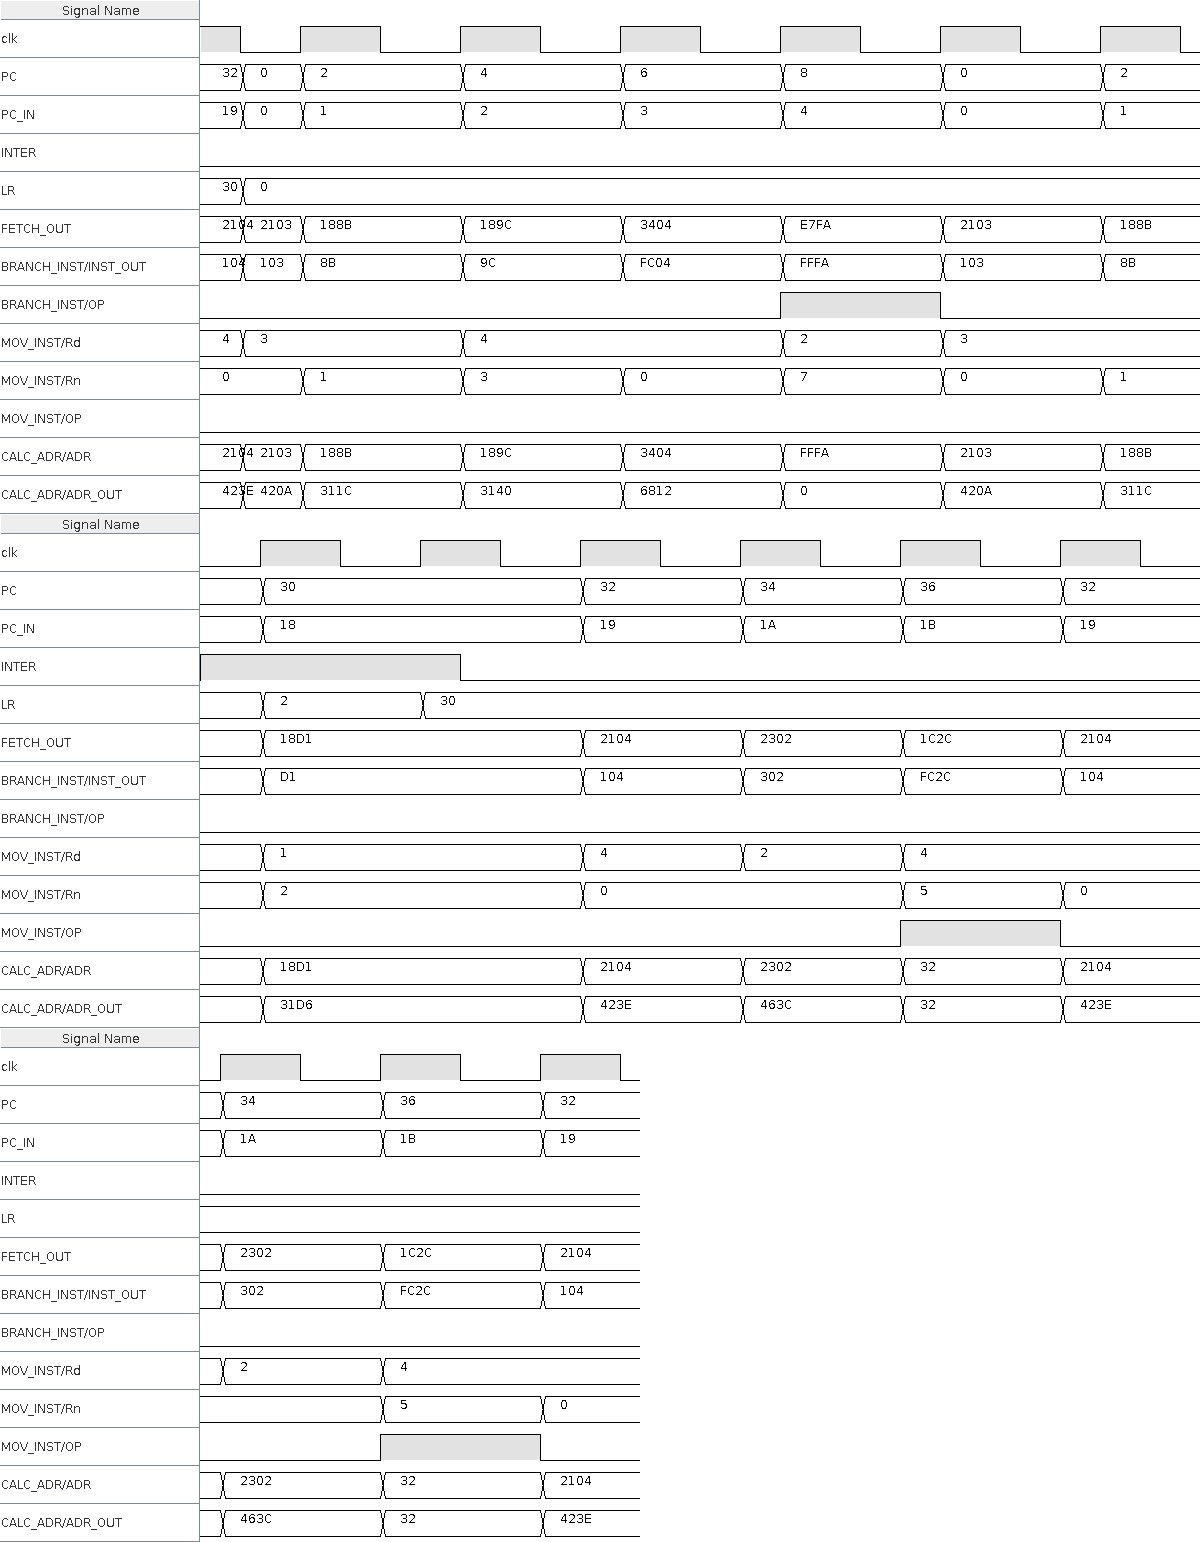 Signal Name
clk
PC 32 0 2 4 6 8 0 2
PC_IN 19 0 1 2 3 4 0 1
INTER
LR 30 0
FETCH_OUT 2104 2103 188B 189C 3404 E7FA 2103 188B
BRANCH_INST/INST_OUT 104 103 8B 9C FC04 FFFA 103 8B
BRANCH_INST/OP
MOV_INST/Rd 4 3 4 2 3
MOV_INST/Rn 0 1 3 0 7 0 1
MOV_INST/OP
CALC_ADR/ADR 2104 2103 188B 189C 3404 FFFA 2103 188B
CALC_ADR/ADR_OUT 423E 420A 311C 3140 6812 0 420A 311C
Signal Name
clk
PC 30 32 34 36 32
PC_IN 18 19 1A 1B 19
INTER
LR 2 30
FETCH_OUT 18D1 2104 2302 1C2C 2104
BRANCH_INST/INST_OUT D1 104 302 FC2C 104
BRANCH_INST/OP
MOV_INST/Rd 1 4 2 4
MOV_INST/Rn 2 0 5 0
MOV_INST/OP
CALC_ADR/ADR 18D1 2104 2302 32 2104
CALC_ADR/ADR_OUT 31D6 423E 463C 32 423E
Signal Name
clk
PC 34 36 32
PC_IN 1A 1B 19
INTER
LR
FETCH_OUT 2302 1C2C 2104
BRANCH_INST/INST_OUT 302 FC2C 104
BRANCH_INST/OP
MOV_INST/Rd 2 4
MOV_INST/Rn 5 0
MOV_INST/OP
CALC_ADR/ADR 2302 32 2104
CALC_ADR/ADR_OUT 463C 32 423E